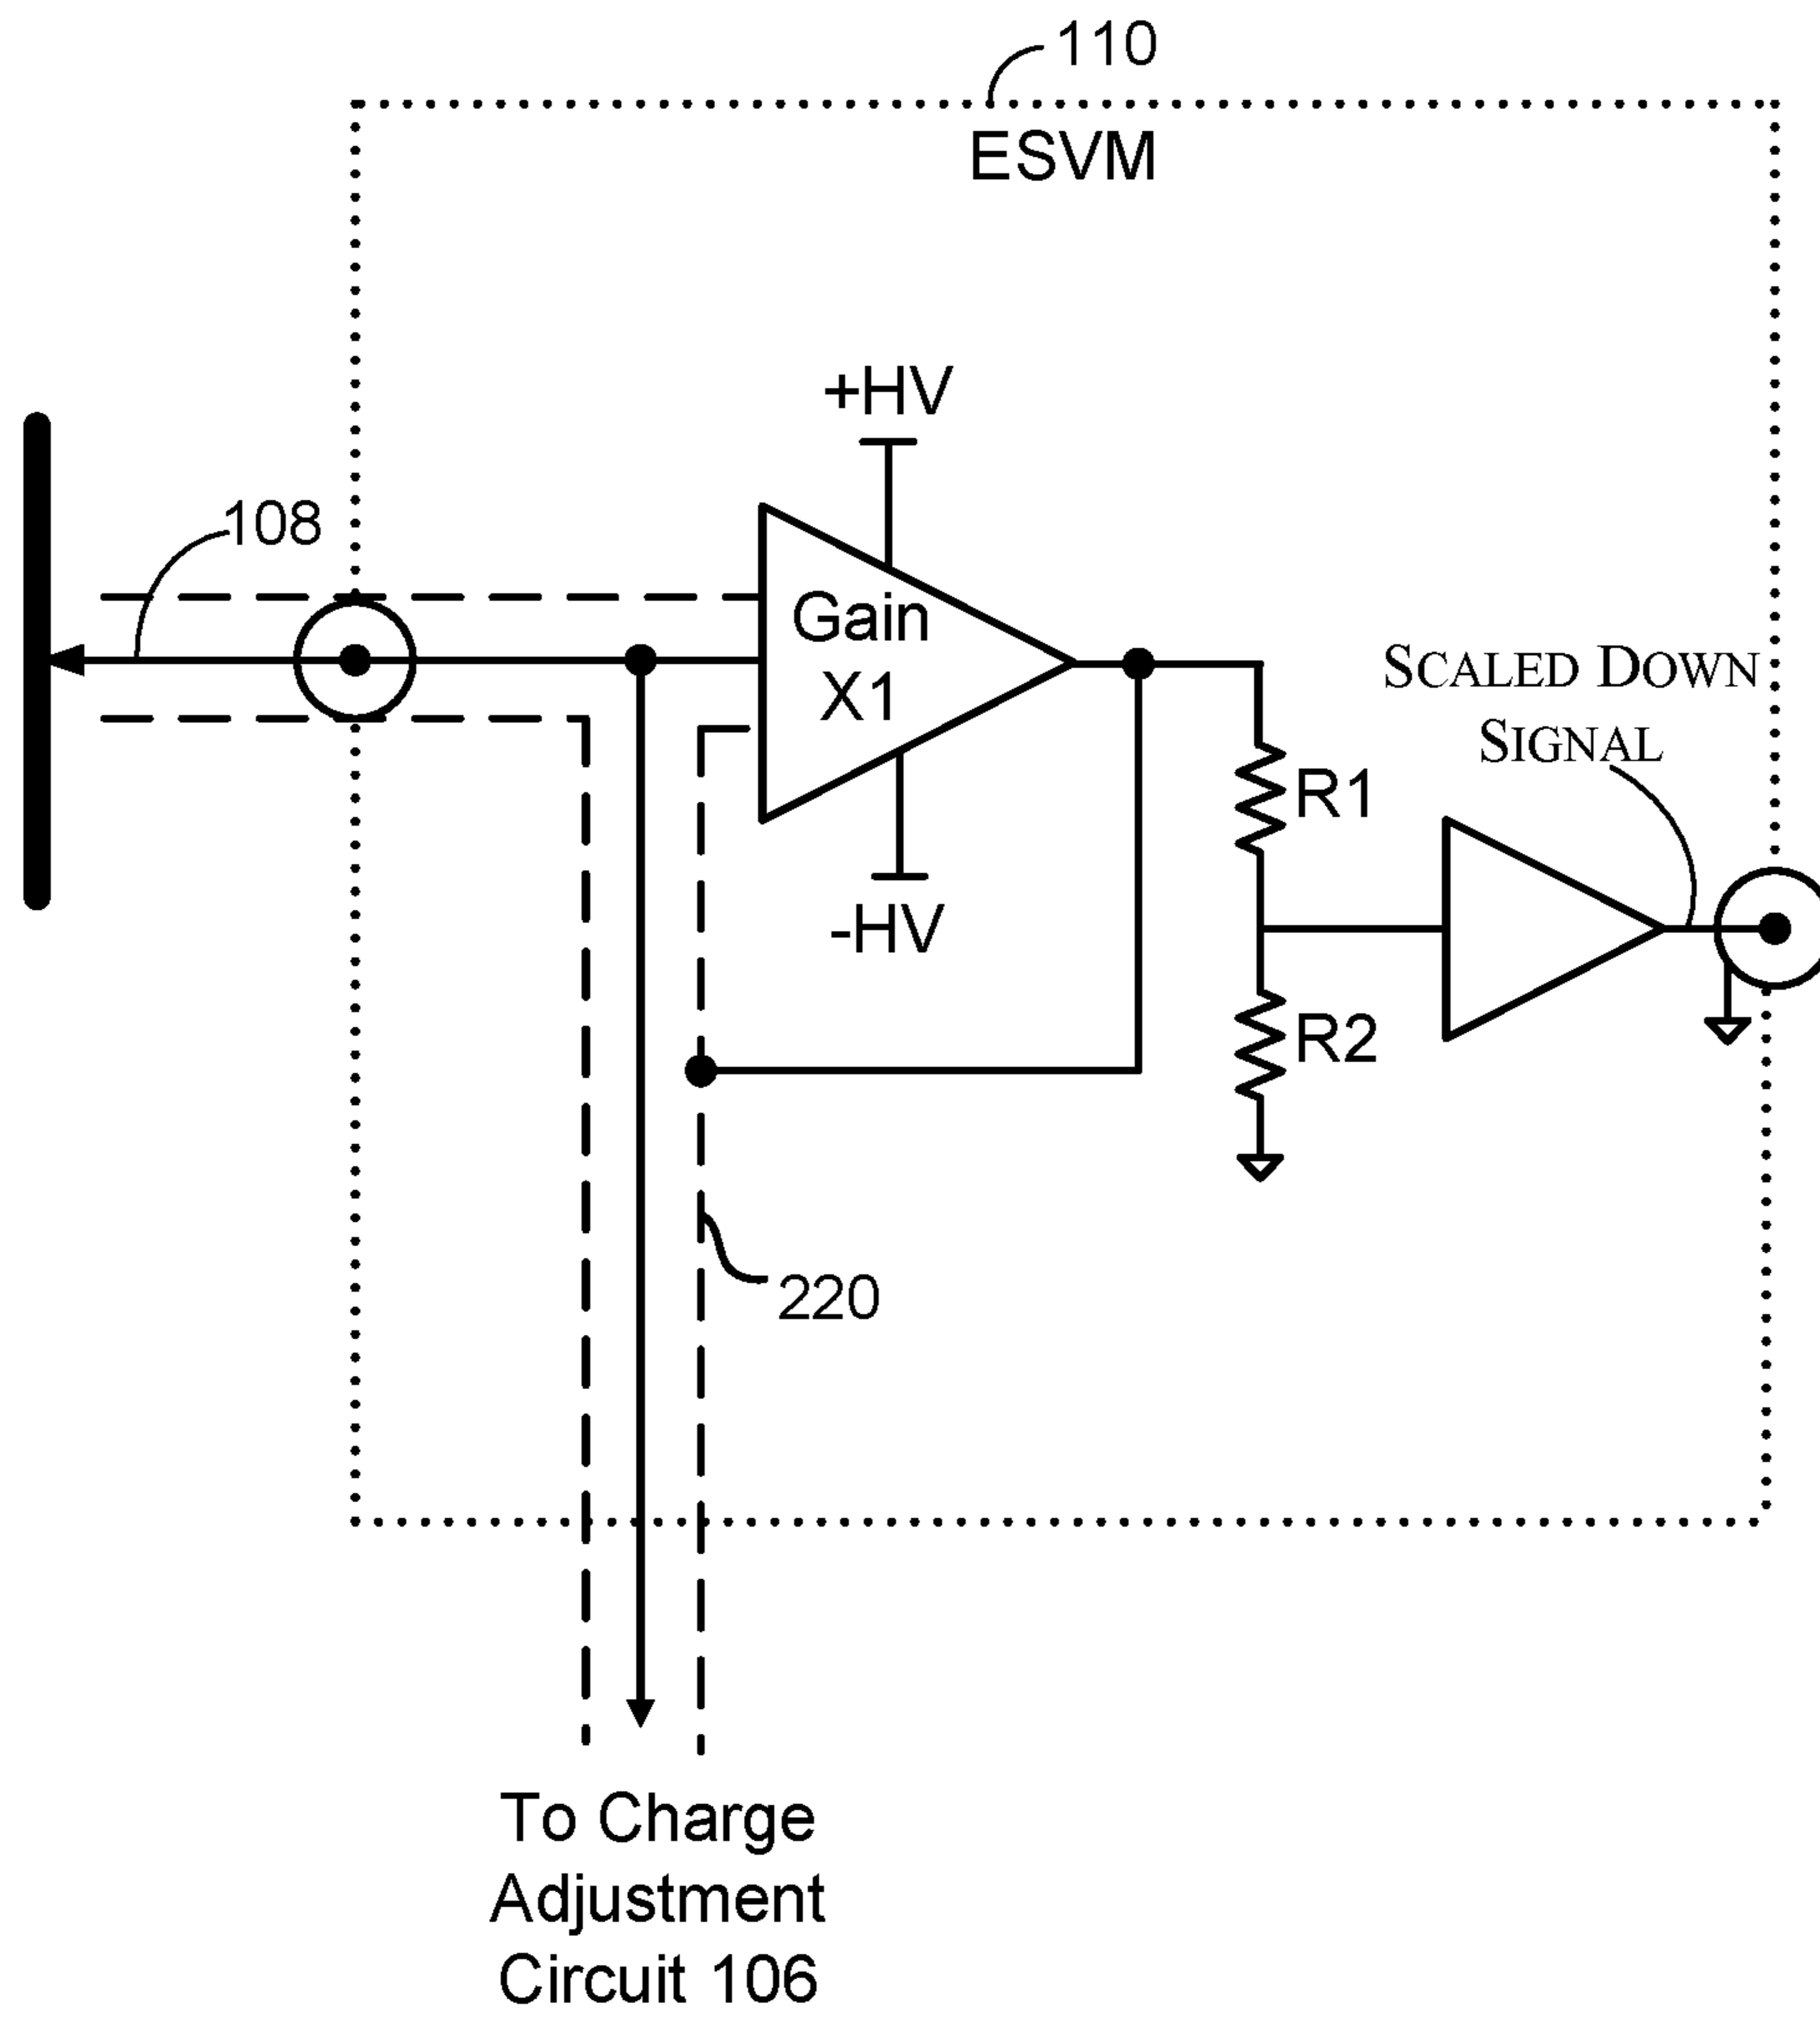 110
ESVM
+HV
108
Gain
X1
SCALED DOWN
SIGNAL
R1
-HV
R2
220
To Charge
Adjustment
Circuit 106